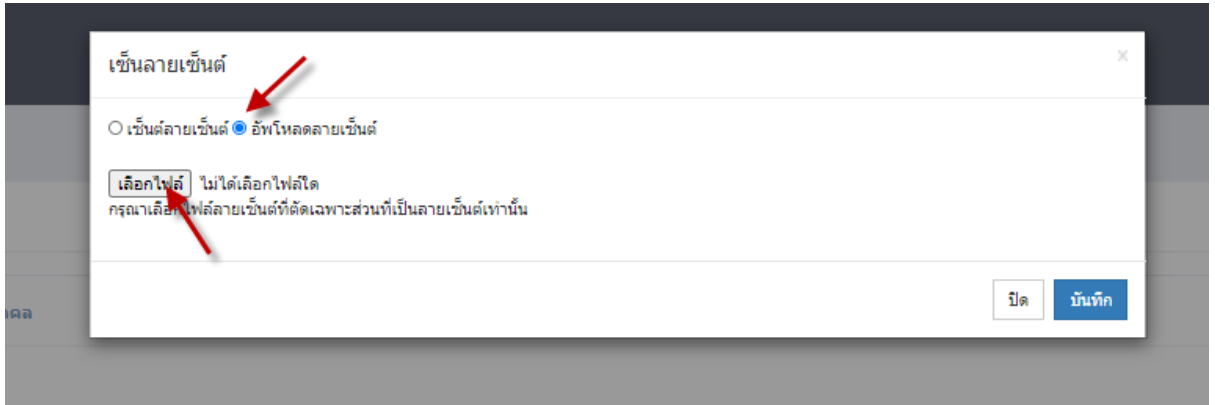 เซ็นลายเซ็นต์
×
เซ็นต์ลายเซ็นต์ อัพโหลดลายเซ็นต์
เลือกไฟล์ ไม่ได้เลือกไฟล์ใด
กรุณาเลือกไฟล์ลายเซ็นต์ที่ตัดเฉพาะส่วนที่เป็นลายเซ็นต์เท่านั้น
ปิด บันทึก